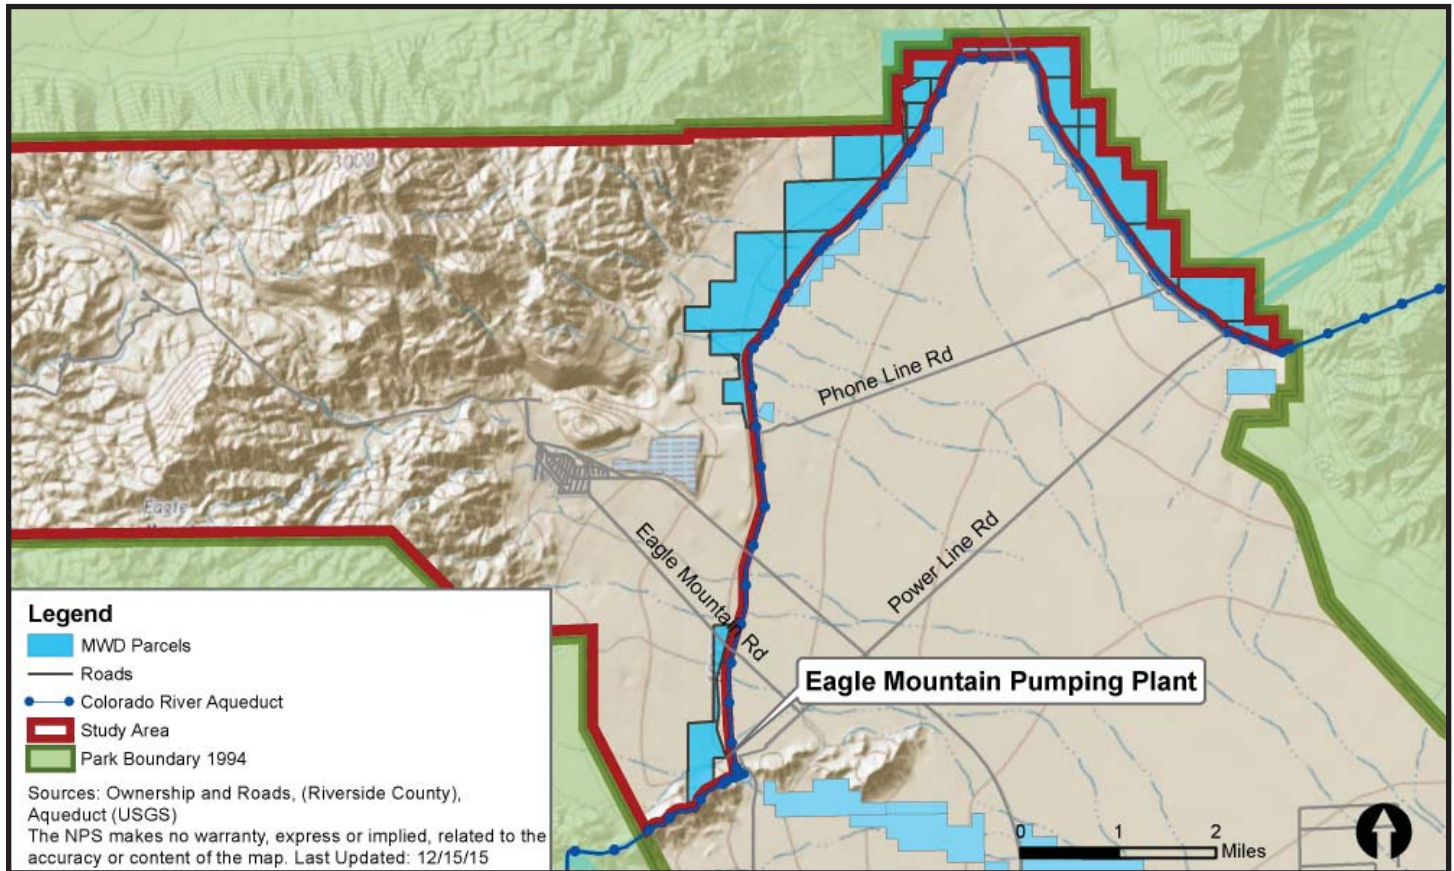 3000
Phone Line Rd
Eagle
Eagle Mountain Rd
Power Line Rd
Eagle Mountain Pumping Plant
Legend
MWD Parcels
Roads
Colorado River Aqueduct
Study Area
Park Boundary 1994
Sources: Ownership and Roads, (Riverside County),
Aqueduct (USGS)
The NPS makes no warranty, express or implied, related to the
accuracy or content of the map. Last Updated: 12/15/15
0 1 2
Miles